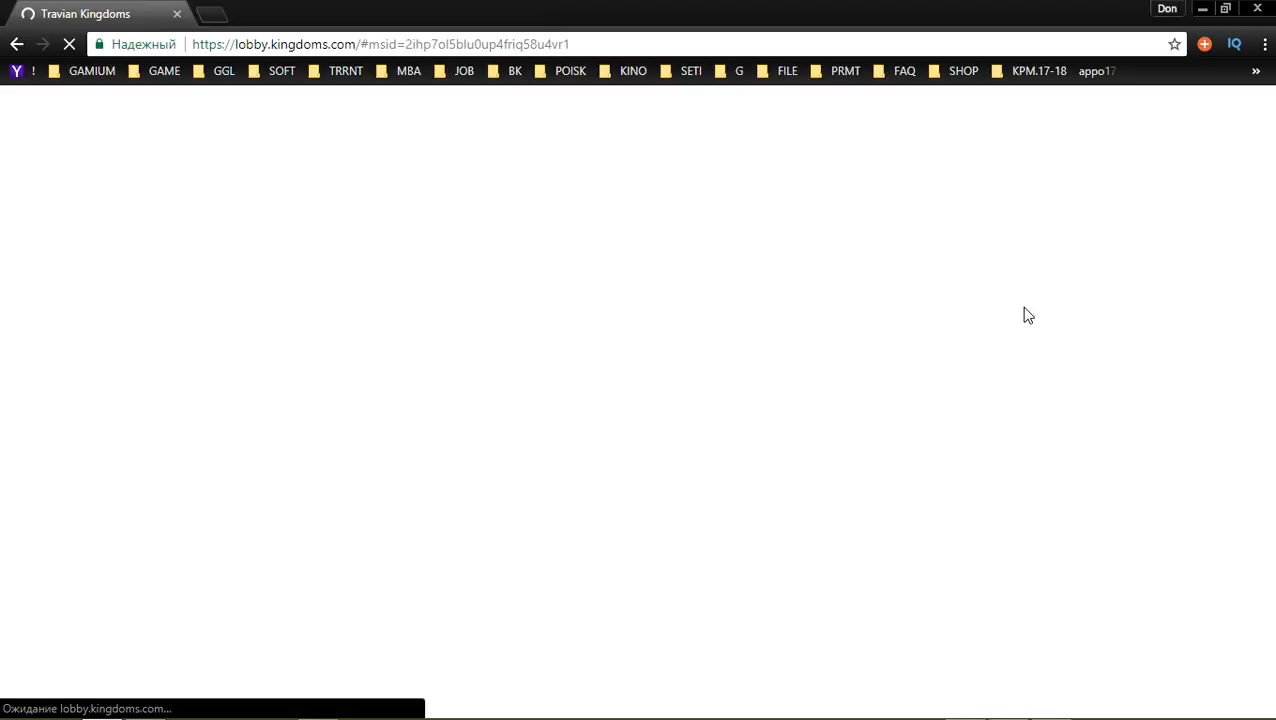 Travian Kingdoms
Don
Надежный https://lobby.kingdoms.com/#msid=2ihp7ol5blu0up4friq58u4vr1
IQ
Y ! GAMIUM GAME GGL SOFT TRRNT MBA JOB BK POISK KINO SETI G FILE PRMT FAQ SHOP KPM.17-18 appo17 »
Ожидание lobby.kingdoms.com...